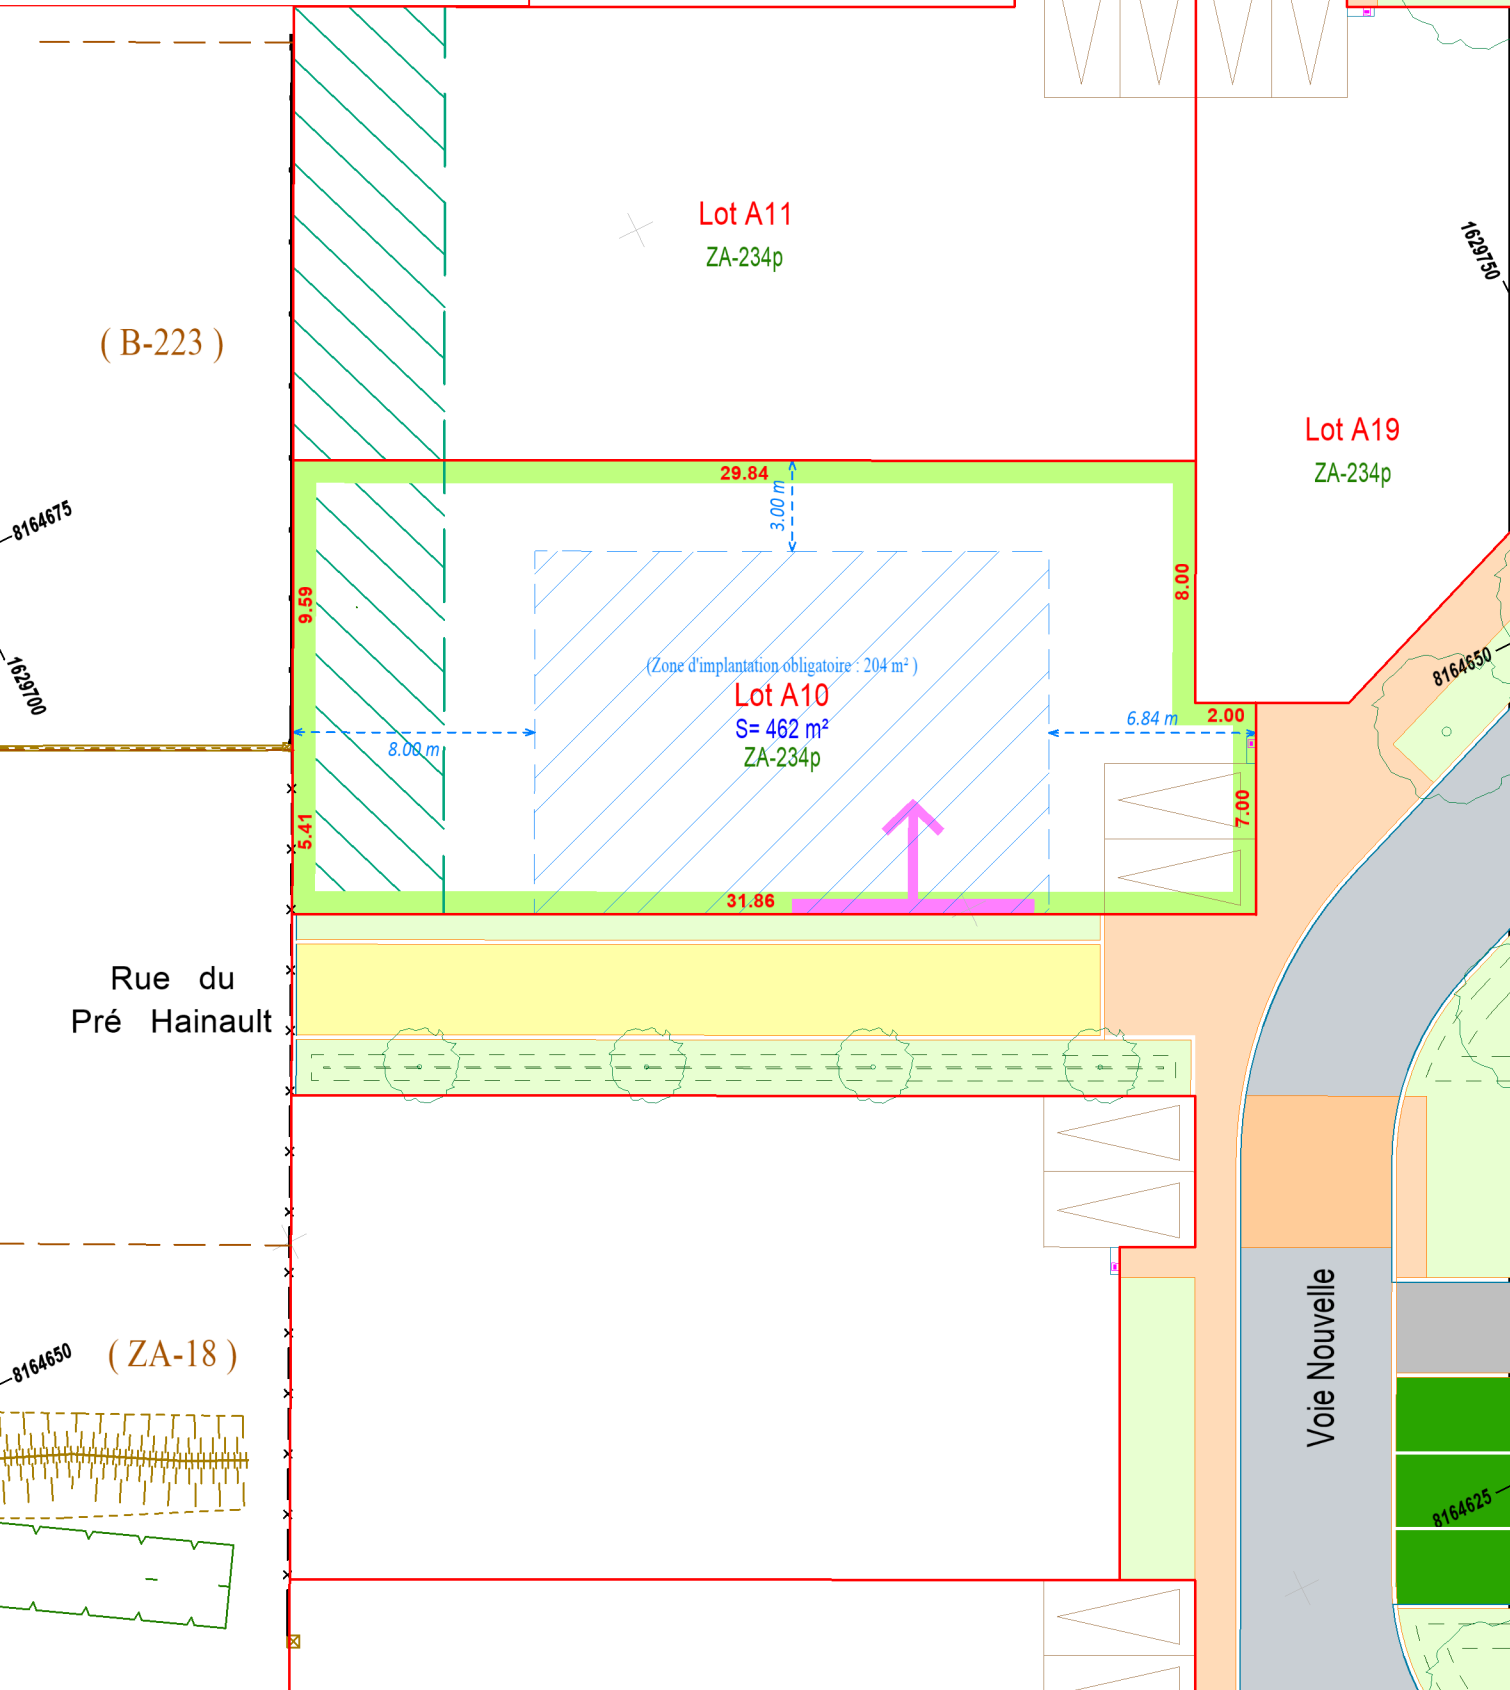 Lot A11
ZA-234p
1629750
( B-223 )
Lot A19
ZA-234p
29.84
3.00 m
8164675
8.00
9.59
(Zone d'implantation obligatoire : 204 m² )
8164650
1629700
Lot A10
S= 462 m²
ZA-234p
6.84 m
2.00
8.00 m
7.00
5.41
31.86
Rue du
Pré Hainault
Voie Nouvelle
( ZA-18 )
8164650
8164625